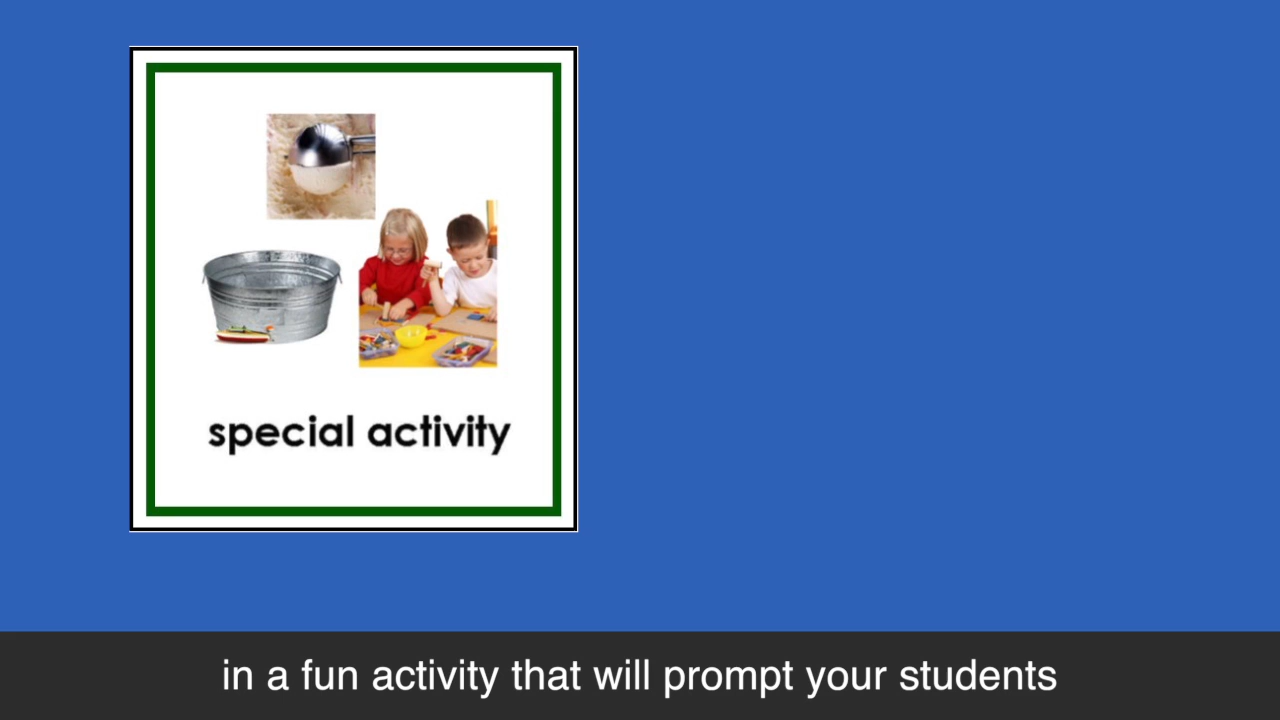 special activity
in a fun activity that will prompt your students